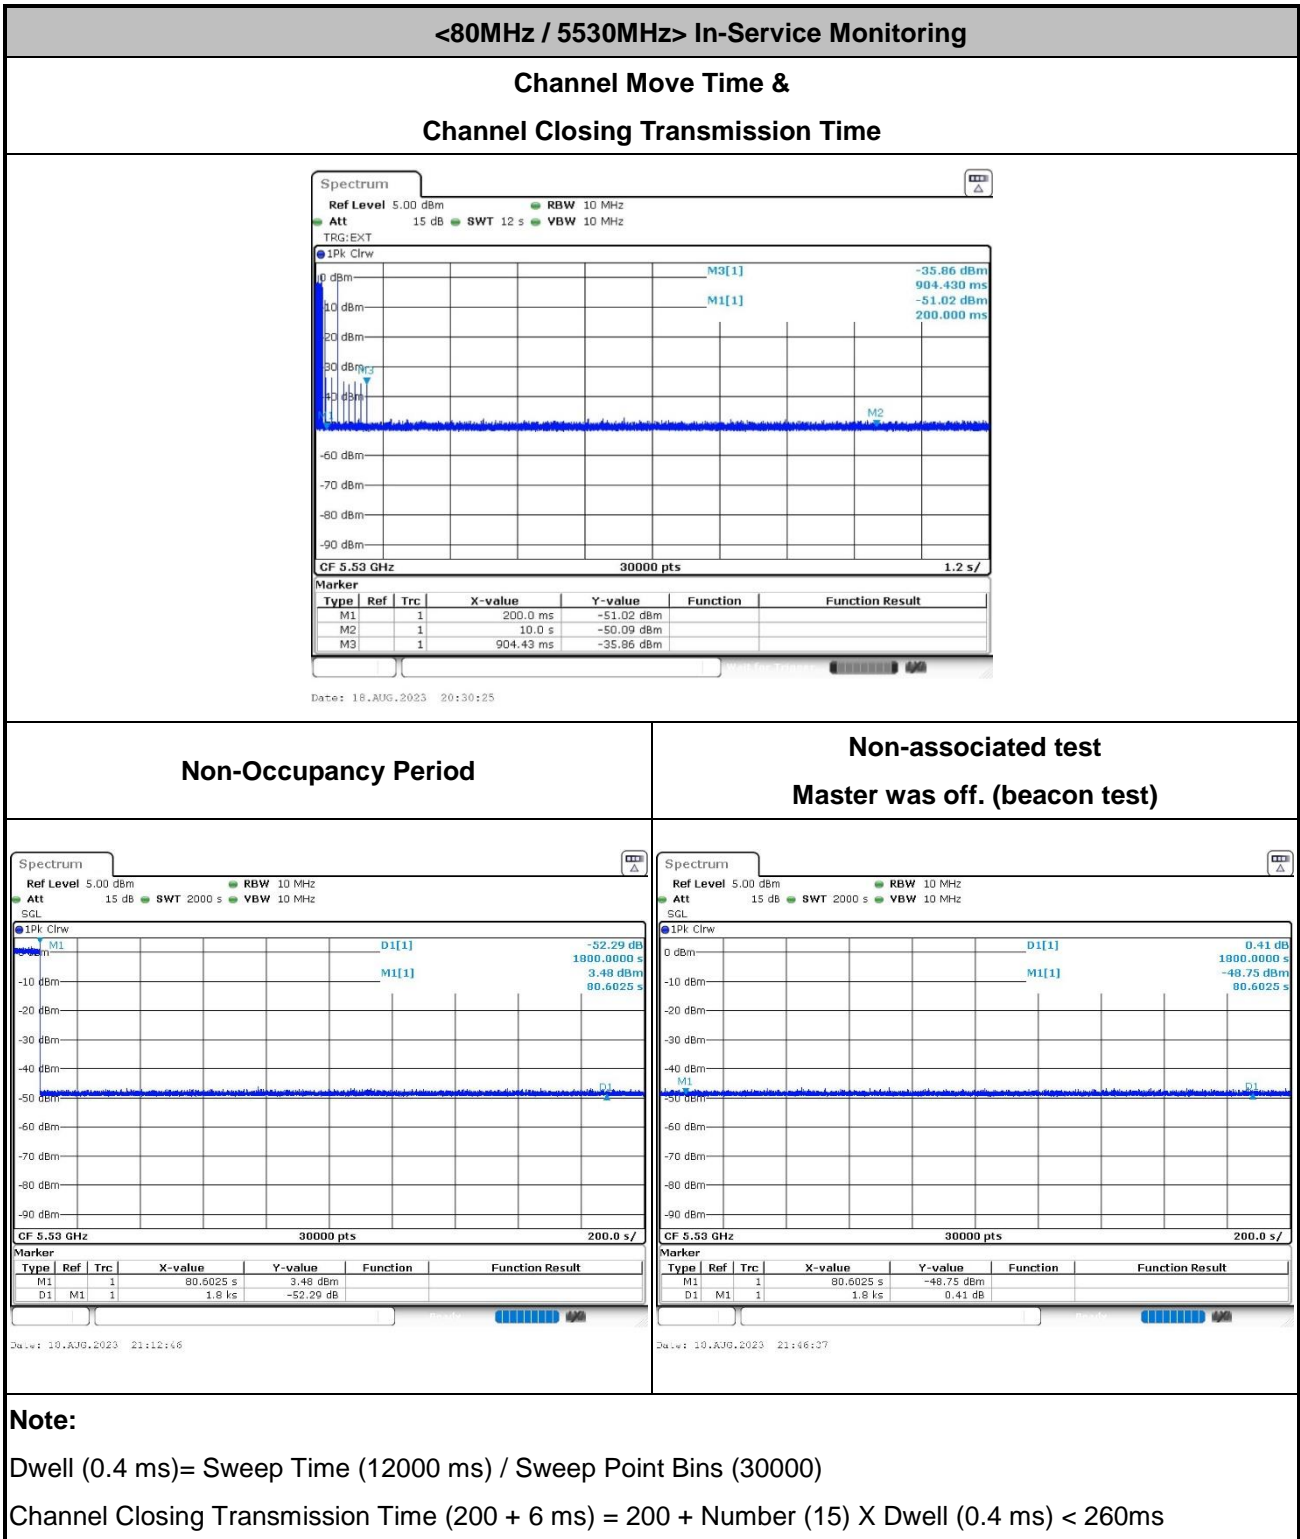 <80MHz / 5530MHz> In-Service Monitoring
Channel Move Time &
Channel Closing Transmission Time
Spectrum
Ref Level 5.00 dBm RBW 10 MHz
Att 15 dB SWT 12 s VBW 10 MHz
TRG:EXT
1Pk Clrw
M3[1] -35.86 dBm
904.430 ms
M1[1] -51.02 dBm
200.000 ms
0 dBm
-60 dBm
-70 dBm
-80 dBm
-90 dBm
M3
M2
CF 5.53 GHz 30000 pts 1.2 s/
Marker
Type Ref Trc X-value Y-value Function Function Result
M1 1 200.0 ms -51.02 dBm
M2 1 10.0 s -50.09 dBm
M3 1 904.43 ms -35.86 dBm
Date: 18.AUG.2023 20:30:25
Non-Occupancy Period
Spectrum
Ref Level 5.00 dBm RBW 10 MHz
Att 15 dB SWT 2000 s VBW 10 MHz
SGL
1Pk Clrw
M1
D1[1] -52.29 dB
1800.0000 s
M1[1] 3.48 dBm
80.6025 s
-10 dBm
-20 dBm
-30 dBm
-40 dBm
-50 dBm
-60 dBm
-70 dBm
-80 dBm
-90 dBm
D1
CF 5.53 GHz 30000 pts 200.0 s/
Marker
Type Ref Trc X-value Y-value Function Function Result
M1 1 80.6025 s 3.48 dBm
D1 M1 1 1.8 ks -52.29 dB
Date: 18.AUG.2023 21:12:46
Non-associated test
Master was off. (beacon test)
Spectrum
Ref Level 5.00 dBm RBW 10 MHz
Att 15 dB SWT 2000 s VBW 10 MHz
SGL
1Pk Clrw
D1[1] 0.41 dB
1800.0000 s
M1[1] -48.75 dBm
80.6025 s
0 dBm
-10 dBm
-20 dBm
-30 dBm
-40 dBm
M1
D1
-50 dBm
-60 dBm
-70 dBm
-80 dBm
-90 dBm
CF 5.53 GHz 30000 pts 200.0 s/
Marker
Type Ref Trc X-value Y-value Function Function Result
M1 1 80.6025 s -48.75 dBm
D1 M1 1 1.8 ks 0.41 dB
Date: 18.AUG.2023 21:46:37
Note:
Dwell (0.4 ms)= Sweep Time (12000 ms) / Sweep Point Bins (30000)
Channel Closing Transmission Time (200 + 6 ms) = 200 + Number (15) X Dwell (0.4 ms) < 260ms